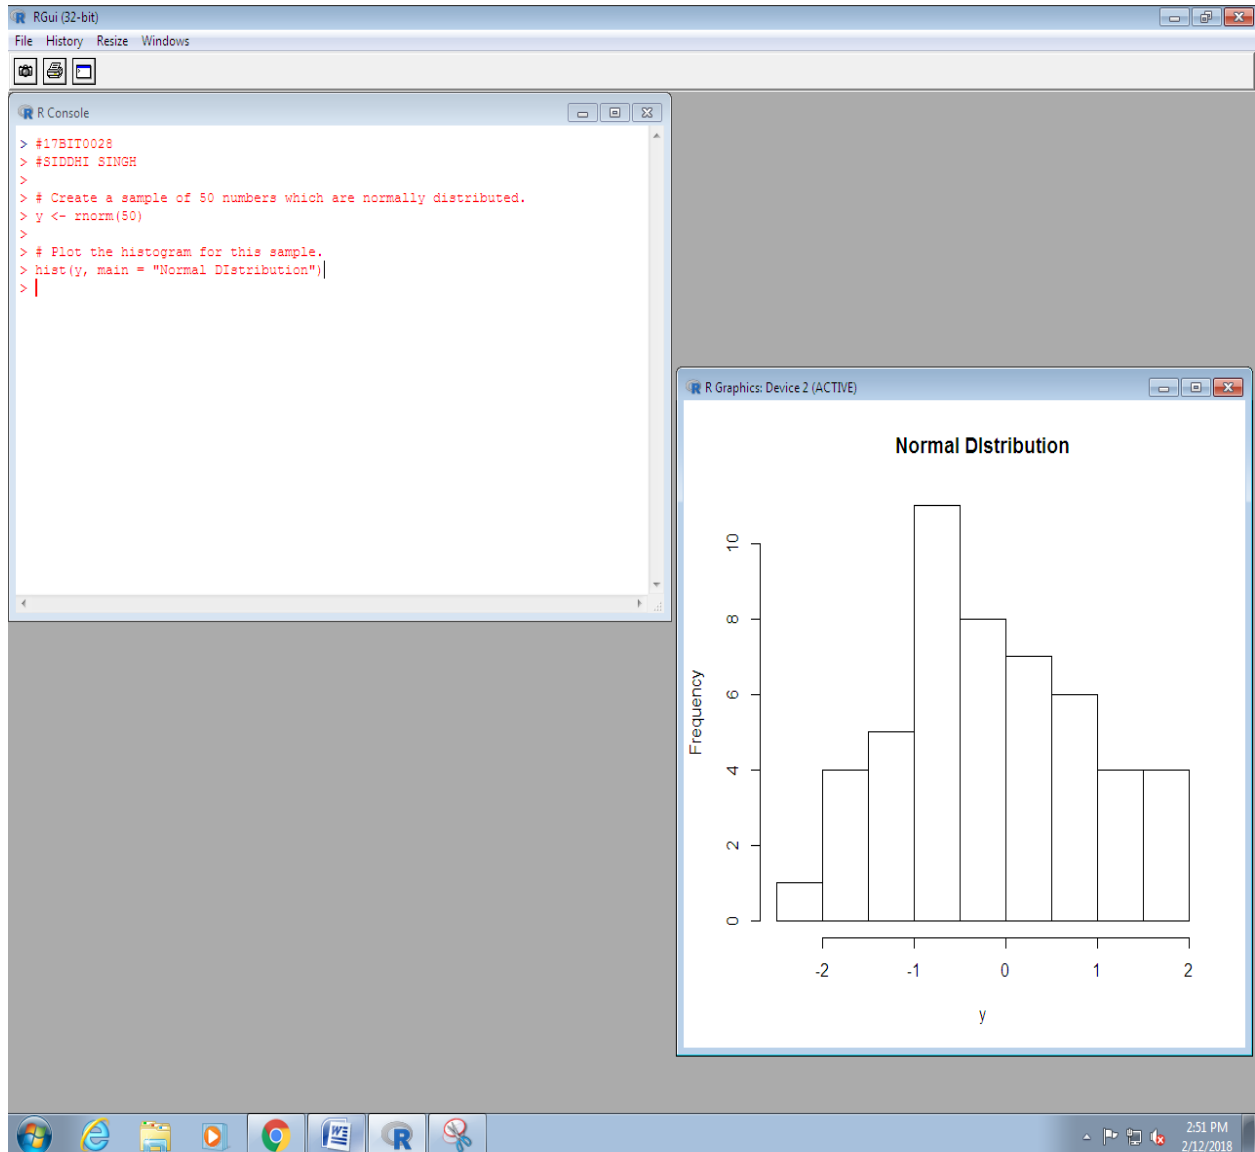 RGui (32-bit)
File History Resize Windows
R Console
> #17BIT0028
> #SIDDHI SINGH
>
> # Create a sample of 50 numbers which are normally distributed.
> y <- rnorm(50)
>
> # Plot the histogram for this sample.
> hist(y, main = "Normal DIstribution")
>
R Graphics: Device 2 (ACTIVE)
Normal DIstribution
Frequency
10
8
6
4
2
0
-2 -1 0 1 2
y
2:51 PM
2/12/2018